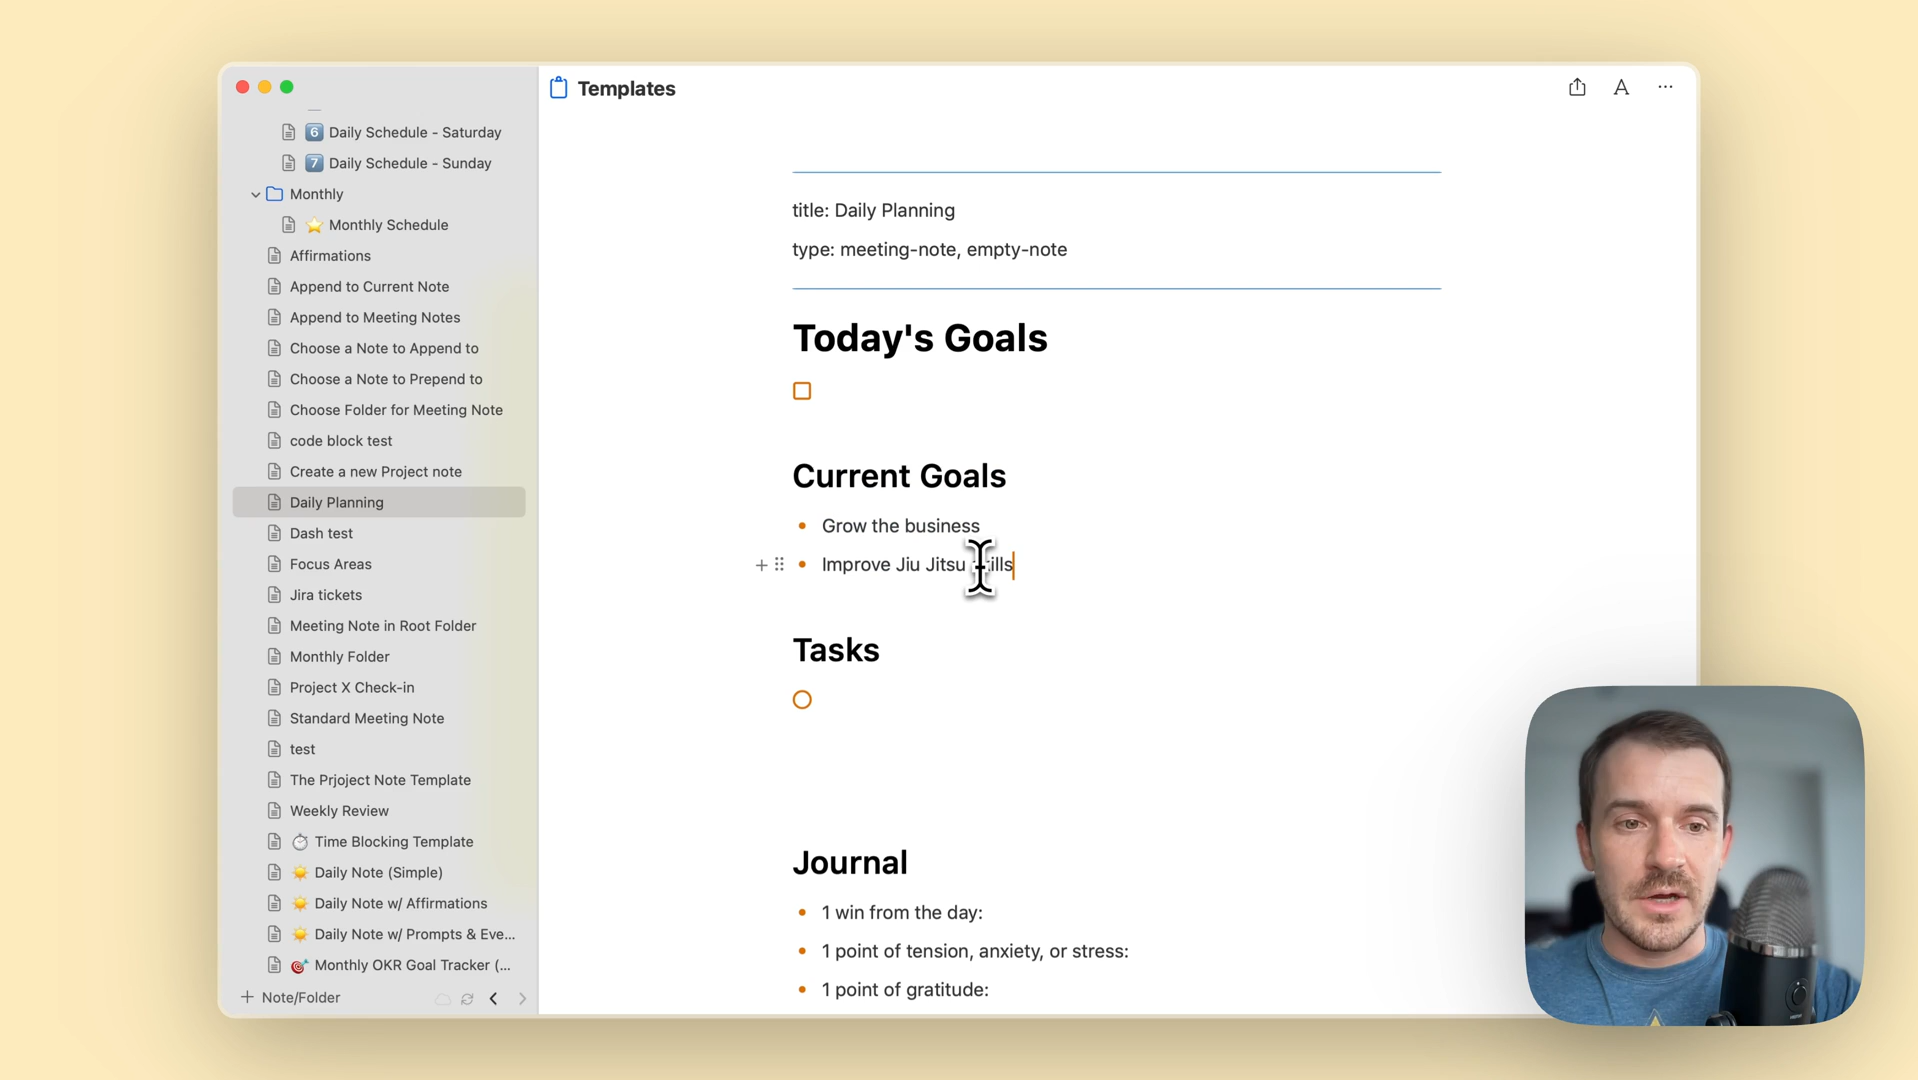 6 Daily Schedule - Saturday
7 Daily Schedule - Sunday
Monthly
Monthly Schedule
Affirmations
Append to Current Note
Append to Meeting Notes
Choose a Note to Append to
Choose a Note to Prepend to
Choose Folder for Meeting Note
code block test
Create a new Project note
Daily Planning
Dash test
Focus Areas
Jira tickets
Meeting Note in Root Folder
Monthly Folder
Project X Check-in
Standard Meeting Note
test
The Prjoject Note Template
Weekly Review
Time Blocking Template
Daily Note (Simple)
Daily Note w/ Affirmations
Daily Note w/ Prompts & Eve...
Monthly OKR Goal Tracker (...
Note/Folder
Templates
A
title: Daily Planning
type: meeting-note, empty-note
Today's Goals
Current Goals
Grow the business
Improve Jiu Jitsu skills
Tasks
Journal
1 win from the day:
1 point of tension, anxiety, or stress:
1 point of gratitude: